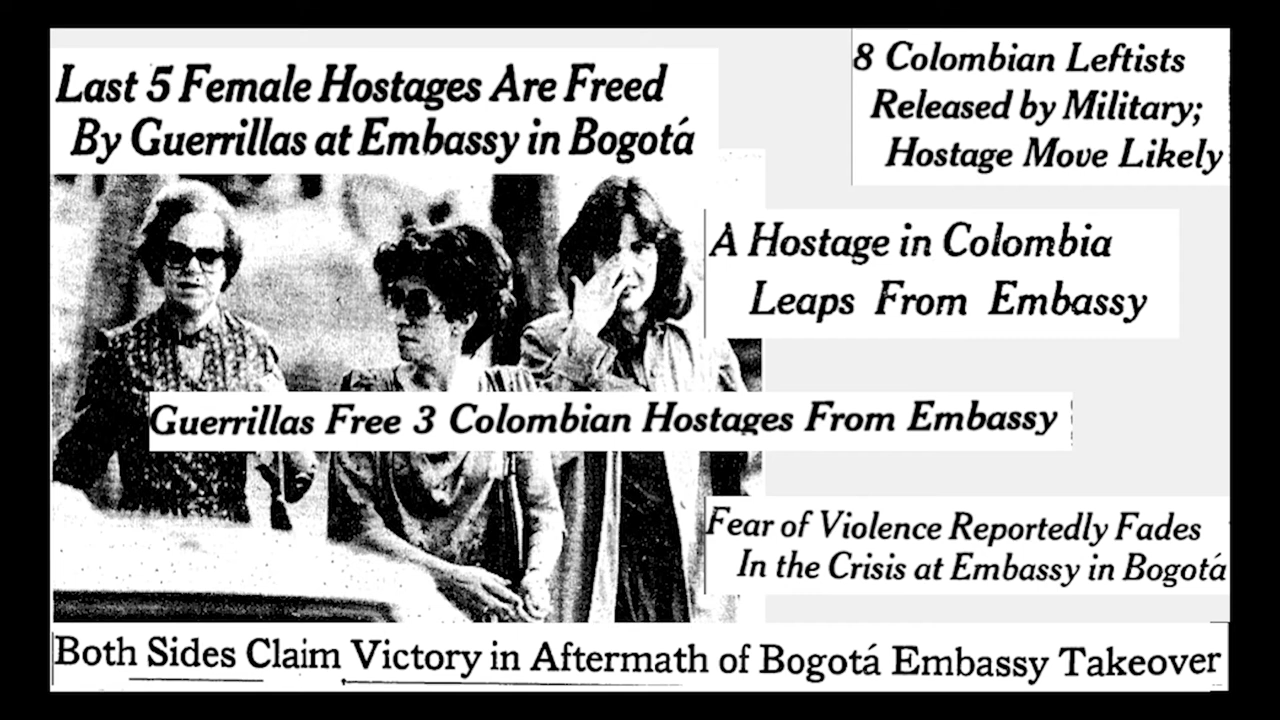 Last 5 Female Hostages Are Freed
By Guerrillas at Embassy in Bogotá
8 Colombian Leftists
Released by Military;
Hostage Move Likely
A Hostage in Colombia
Leaps From Embassy
Guerrillas Free 3 Colombian Hostages From Embassy
Fear of Violence Reportedly Fades
In the Crisis at Embassy in Bogotá
Both Sides Claim Victory in Aftermath of Bogotá Embassy Takeover